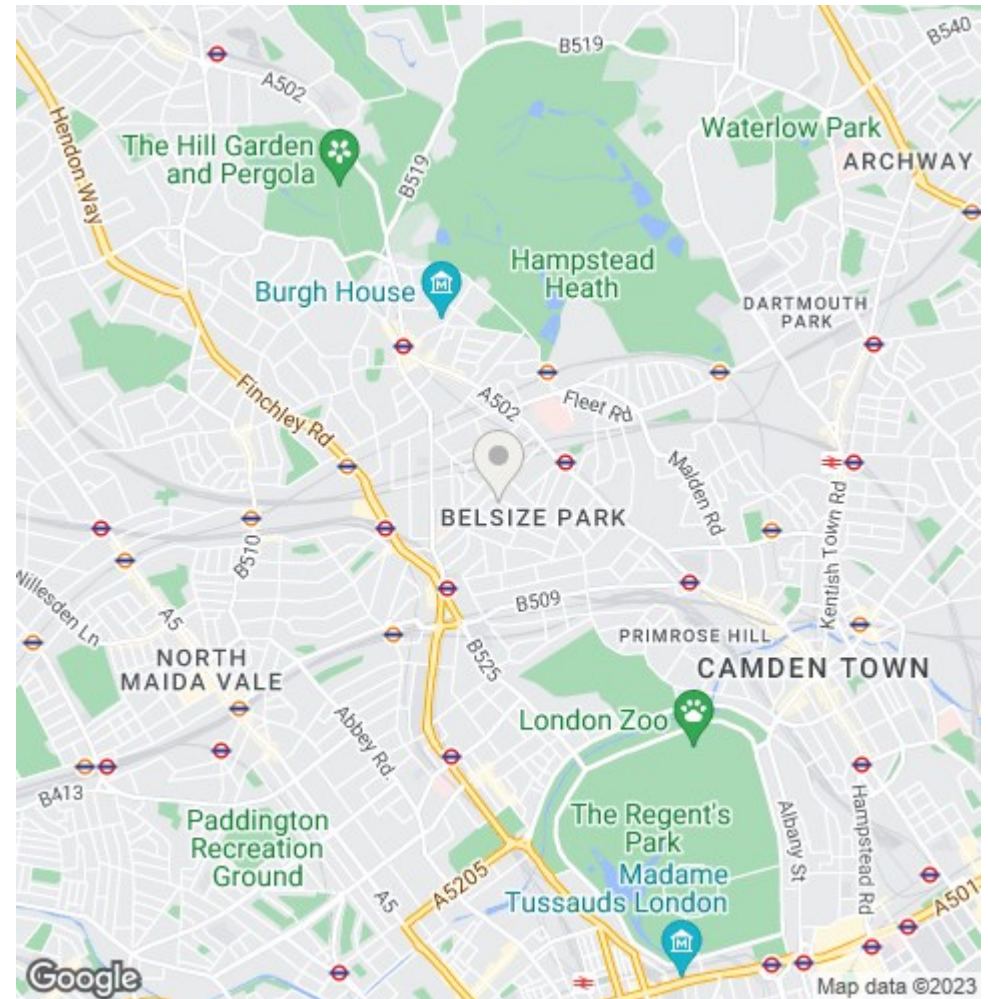 B519
B540
A502
Hendon Way
The Hill Garden
and Pergola
B519
Waterlow Park
ARCHWAY
Burgh House
Hampstead
Heath
DARTMOUTH
PARK
Finchley Rd
A502
Fleet Rd
Malden Rd
BELSIZE PARK
B510
Kentish Town Rd
Willesden Ln
A5
B509
PRIMROSE HILL
NORTH
MAIDA VALE
B525
CAMDEN TOWN
Abbey Rd.
London Zoo
B413
Paddington
Recreation
Ground
The Regent's
Park
Albany St
Hampstead Rd
A5
A5205
Madame
Tussauds London
A501
Google
Map data ©2023